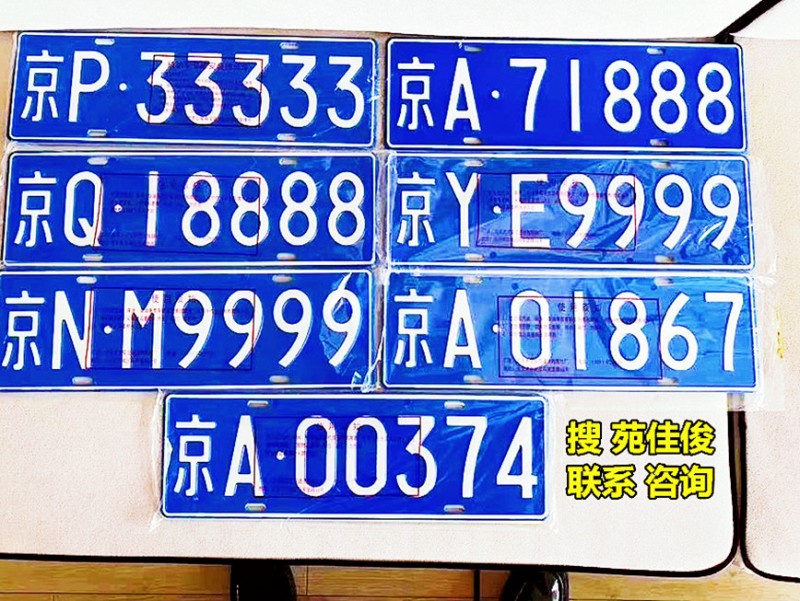 京P·33333
京A·71888
京Q·18888
京Y·E9999
京N·M9999
京A·01867
京A·00374
搜 苑佳俊
联系 咨询